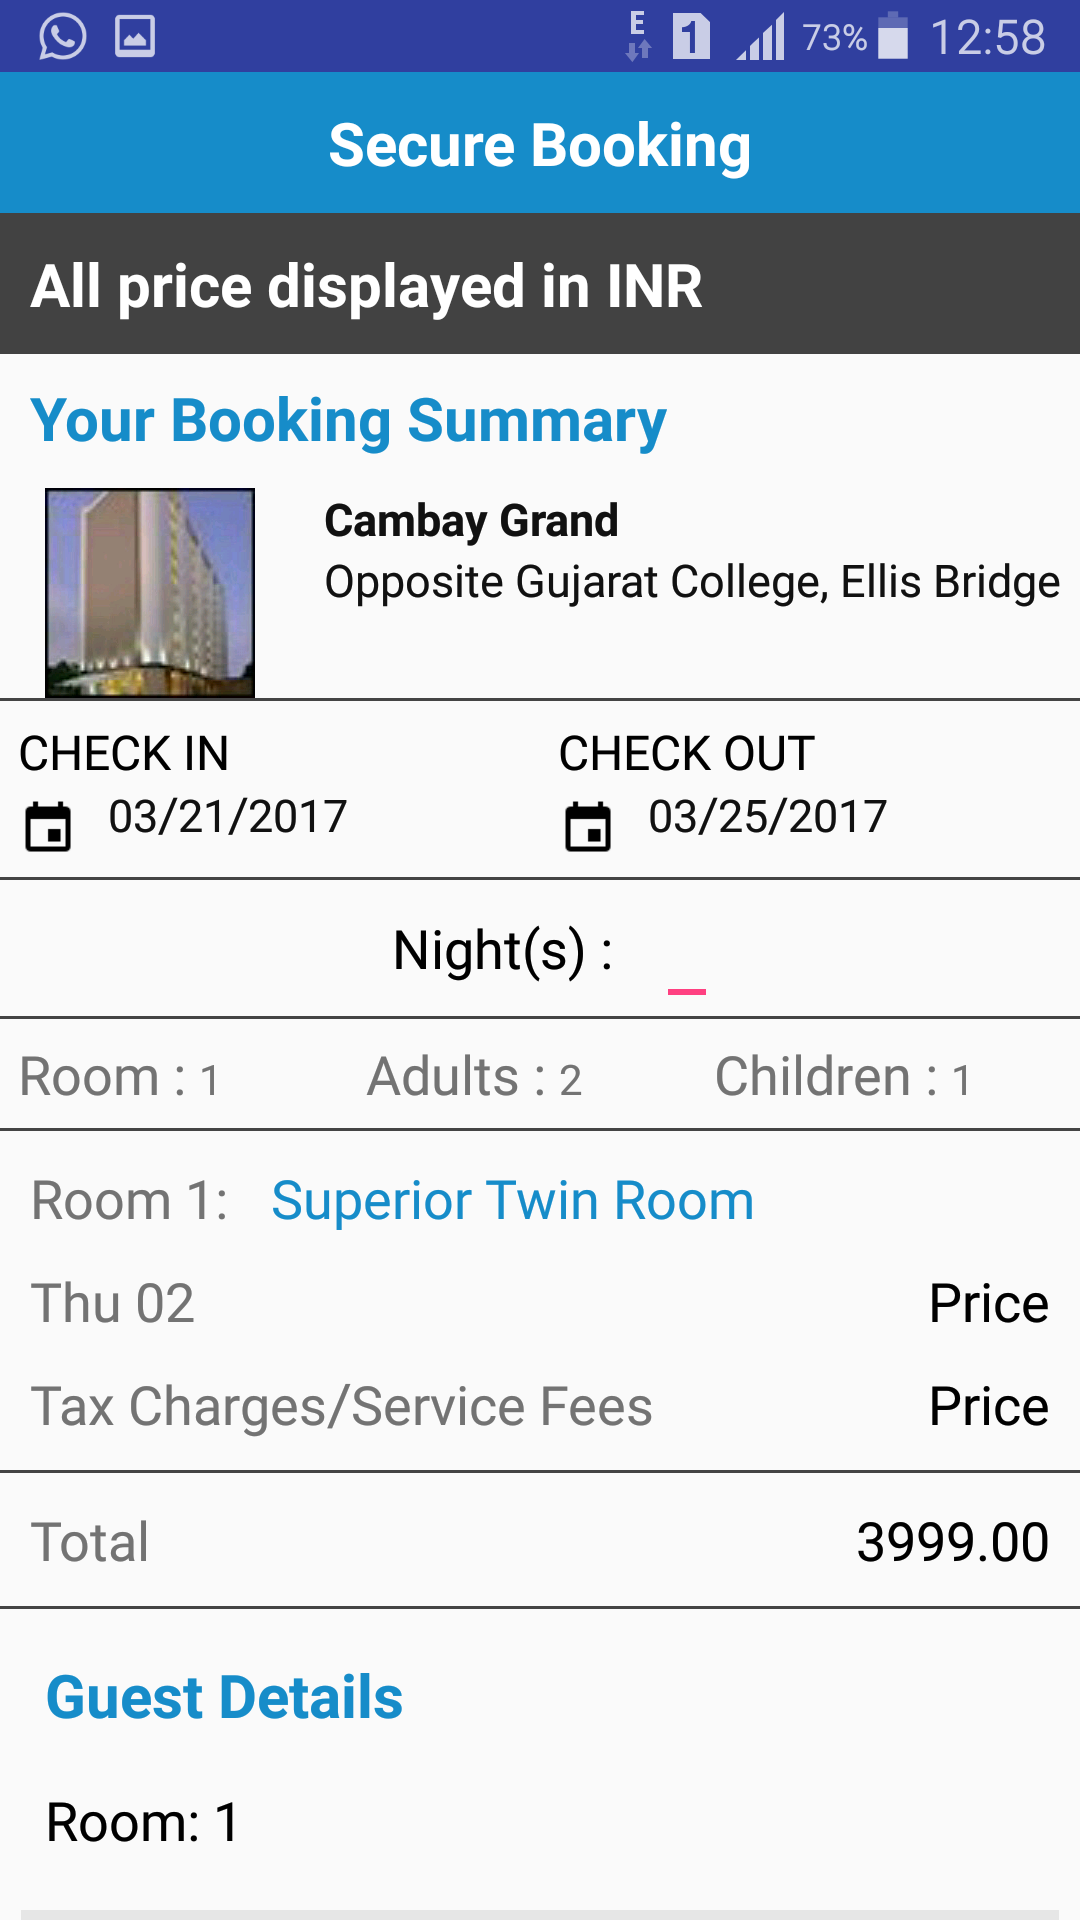 E 1 73% 12:58
Secure Booking
All price displayed in INR
Your Booking Summary
Cambay Grand
Opposite Gujarat College, Ellis Bridge
CHECK IN CHECK OUT
03/21/2017 03/25/2017
Night(s) :
Room : 1 Adults : 2 Children : 1
Room 1: Superior Twin Room
Thu 02 Price
Tax Charges/Service Fees Price
Total 3999.00
Guest Details
Room: 1